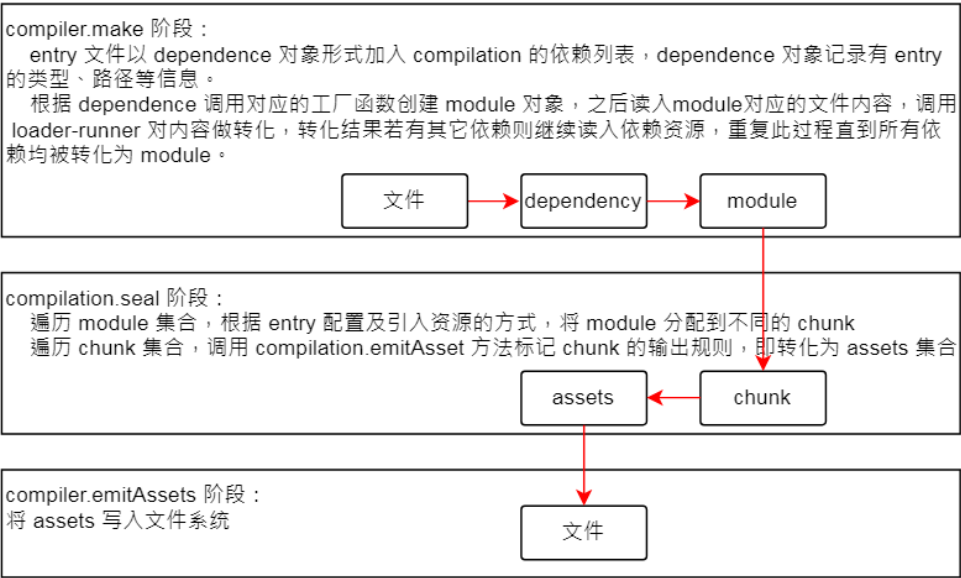 compiler.make 阶段：
entry 文件以 dependence 对象形式加入 compilation 的依赖列表，dependence 对象记录有 entry
的类型、路径等信息。
根据 dependence 调用对应的工厂函数创建 module 对象，之后读入module对应的文件内容，调用
loader-runner 对内容做转化，转化结果若有其它依赖则继续读入依赖资源，重复此过程直到所有依
赖均被转化为 module。
文件
dependency
module
compilation.seal 阶段：
遍历 module 集合，根据 entry 配置及引入资源的方式，将 module 分配到不同的 chunk
遍历 chunk 集合，调用 compilation.emitAsset 方法标记 chunk 的输出规则，即转化为 assets 集合
assets
chunk
compiler.emitAssets 阶段：
将 assets 写入文件系统
文件